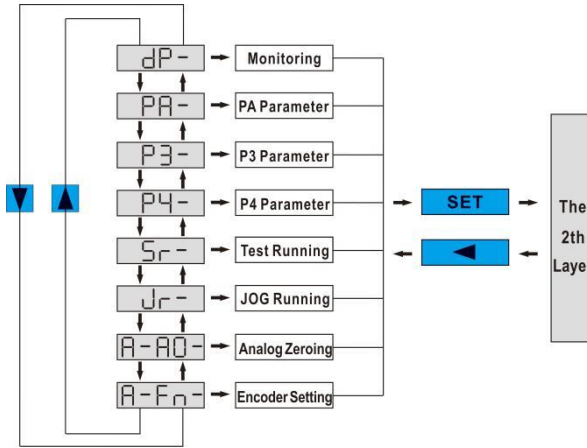 dP- Monitoring
PA- PA Parameter
P3- P3 Parameter
P4- P4 Parameter
SET
Sr- Test Running
Jr- JOG Running
A-A0- Analog Zeroing
A-Fn- Encoder Setting
The
2th
Laye